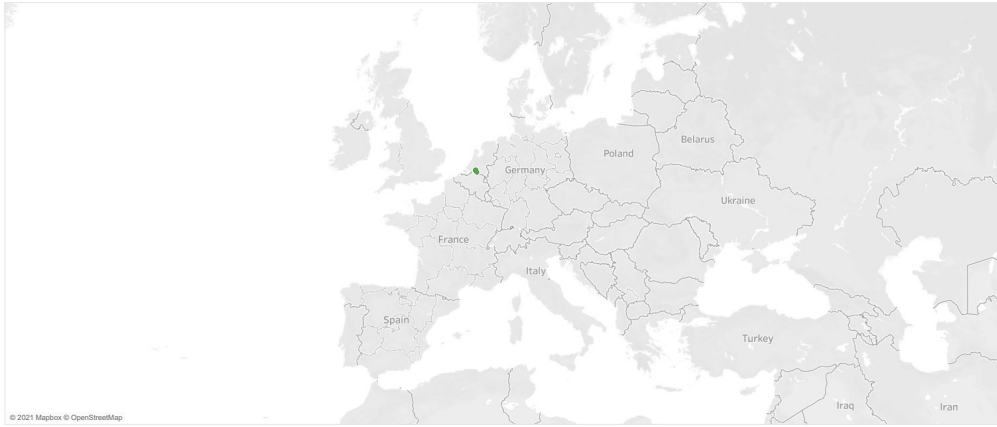 Belarus
Poland
Germany
Ukraine
France
Italy
Spain
Turkey
Iraq
Iran
© 2021 Mapbox © OpenStreetMap